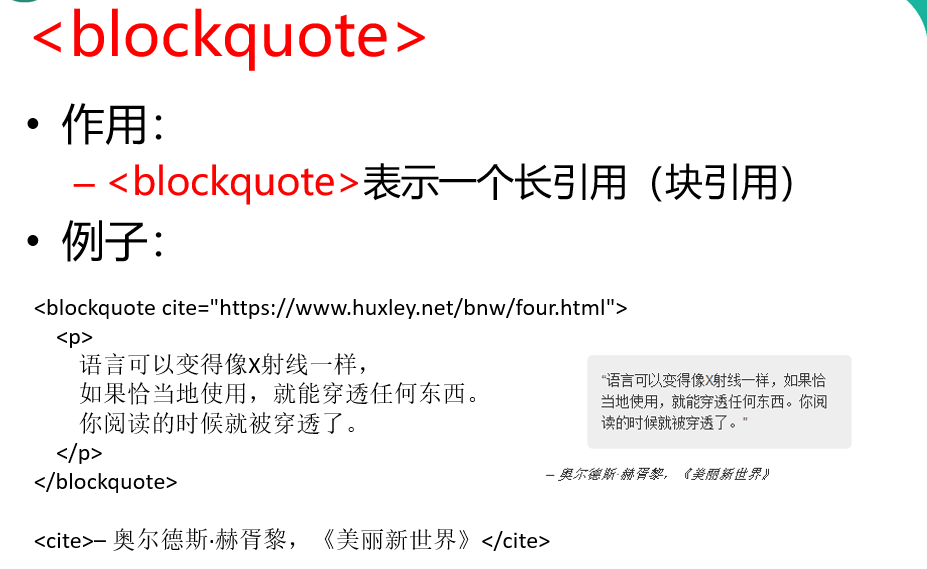 <blockquote>
• 作用：
– <blockquote>表示一个长引用（块引用）
• 例子：
<blockquote cite="https://www.huxley.net/bnw/four.html">
<p>
语言可以变得像X射线一样，
如果恰当地使用，就能穿透任何东西。
你阅读的时候就被穿透了。
</p>
</blockquote>
<cite>– 奥尔德斯·赫胥黎，《美丽新世界》</cite>
“语言可以变得像X射线一样，如果恰
当地使用，就能穿透任何东西。你阅
读的时候就被穿透了。”
– 奥尔德斯·赫胥黎，《美丽新世界》